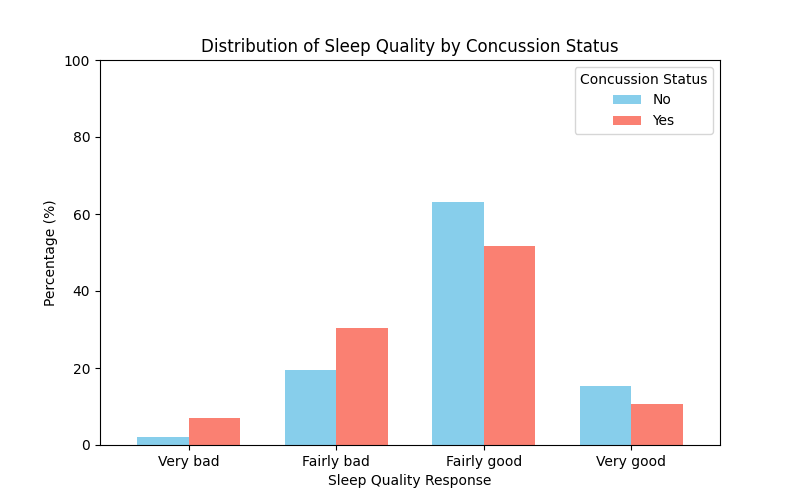 Distribution of Sleep Quality by Concussion Status
Concussion Status
No
Yes
Percentage (%)
100
80
60
40
20
0
Very bad
Fairly bad
Fairly good
Very good
Sleep Quality Response